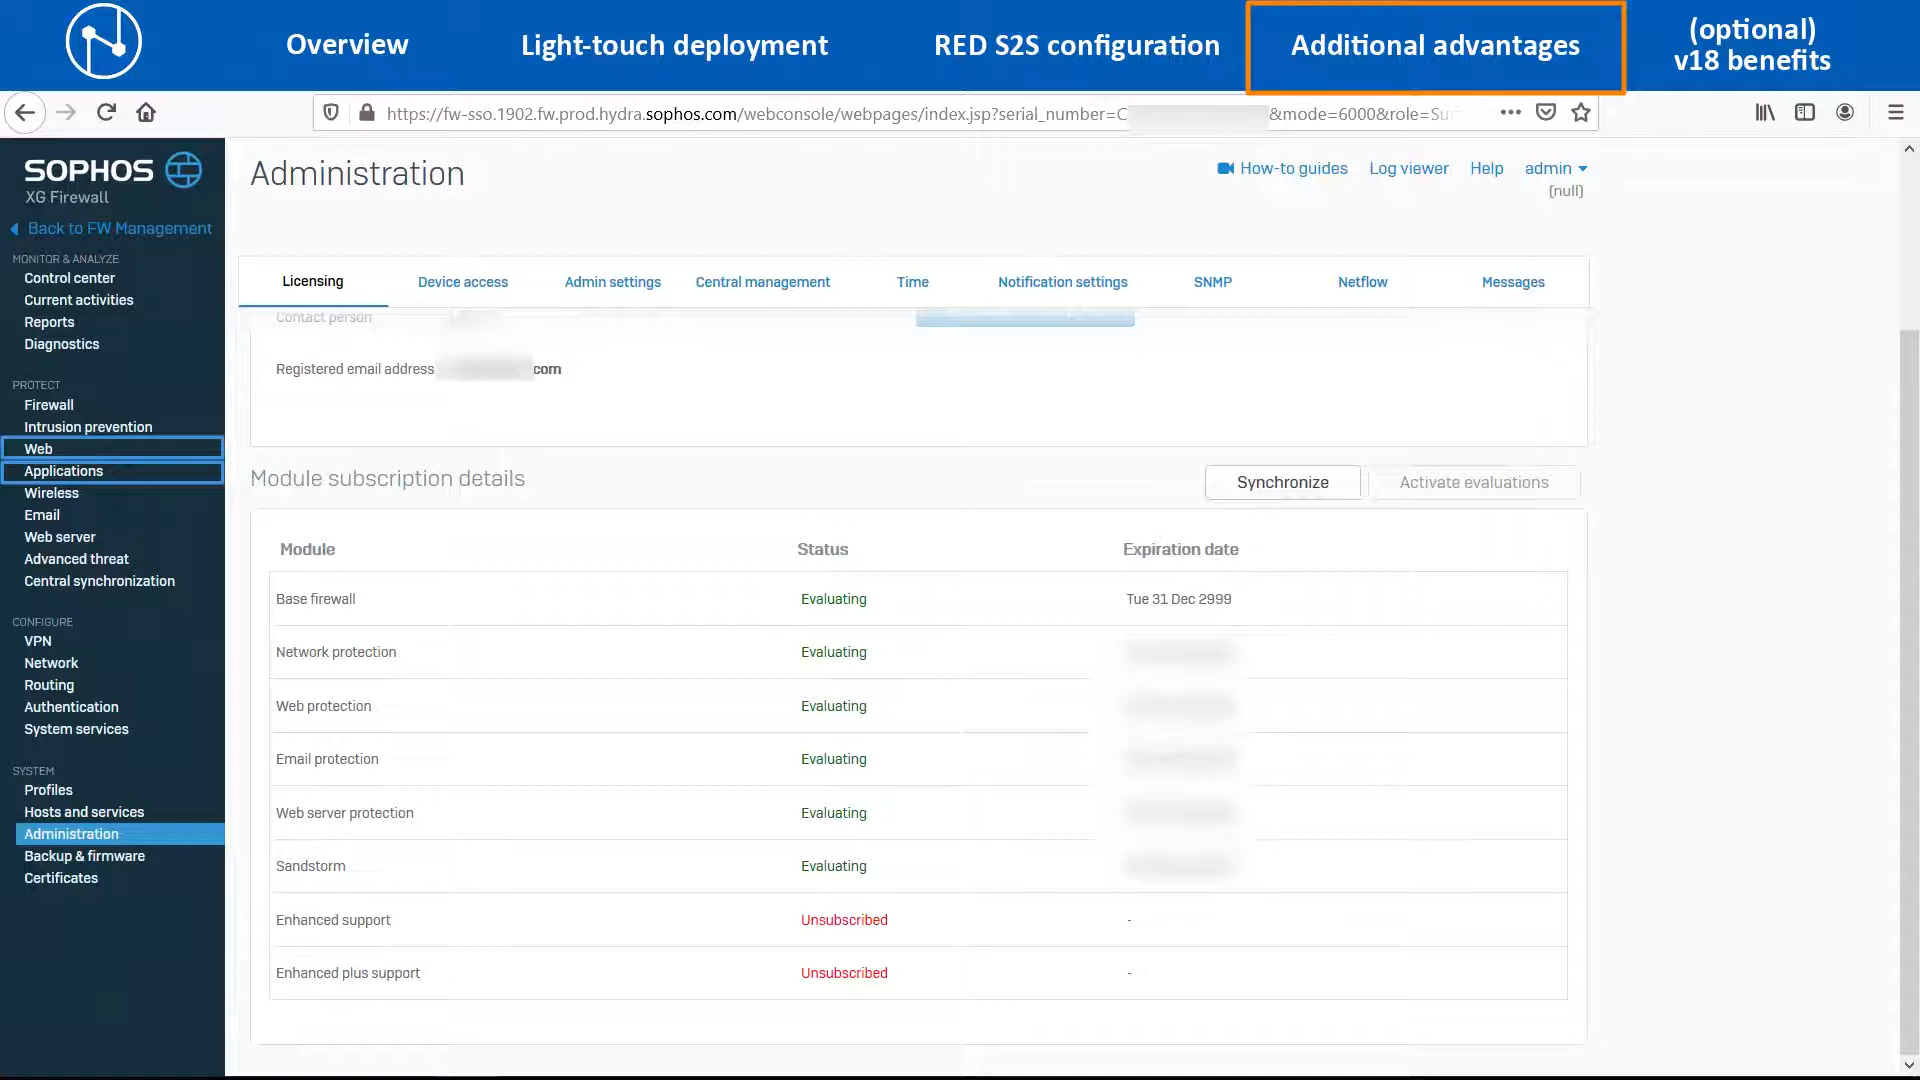 Overview
Light-touch deployment
RED S2S configuration
Additional advantages
(optional)
v18 benefits
https://fw-sso.1902.fw.prod.hydra.sophos.com/webconsole/webpages/index.jsp?serial_number=C &mode=6000&role=Su
SOPHOS
XG Firewall
Back to FW Management
MONITOR & ANALYZE
Control center
Current activities
Reports
Diagnostics
PROTECT
Firewall
Intrusion prevention
Web
Applications
Wireless
Email
Web server
Advanced threat
Central synchronization
CONFIGURE
VPN
Network
Routing
Authentication
System services
SYSTEM
Profiles
Hosts and services
Administration
Backup & firmware
Certificates
Administration
How-to guides
Log viewer
Help
admin
(null)
Licensing
Device access
Admin settings
Central management
Time
Notification settings
SNMP
Netflow
Messages
Contact person
Registered email address com
Module subscription details
Synchronize
Activate evaluations
Module Status Expiration date
Base firewall Evaluating Tue 31 Dec 2999
Network protection Evaluating
Web protection Evaluating
Email protection Evaluating
Web server protection Evaluating
Sandstorm Evaluating
Enhanced support Unsubscribed -
Enhanced plus support Unsubscribed -